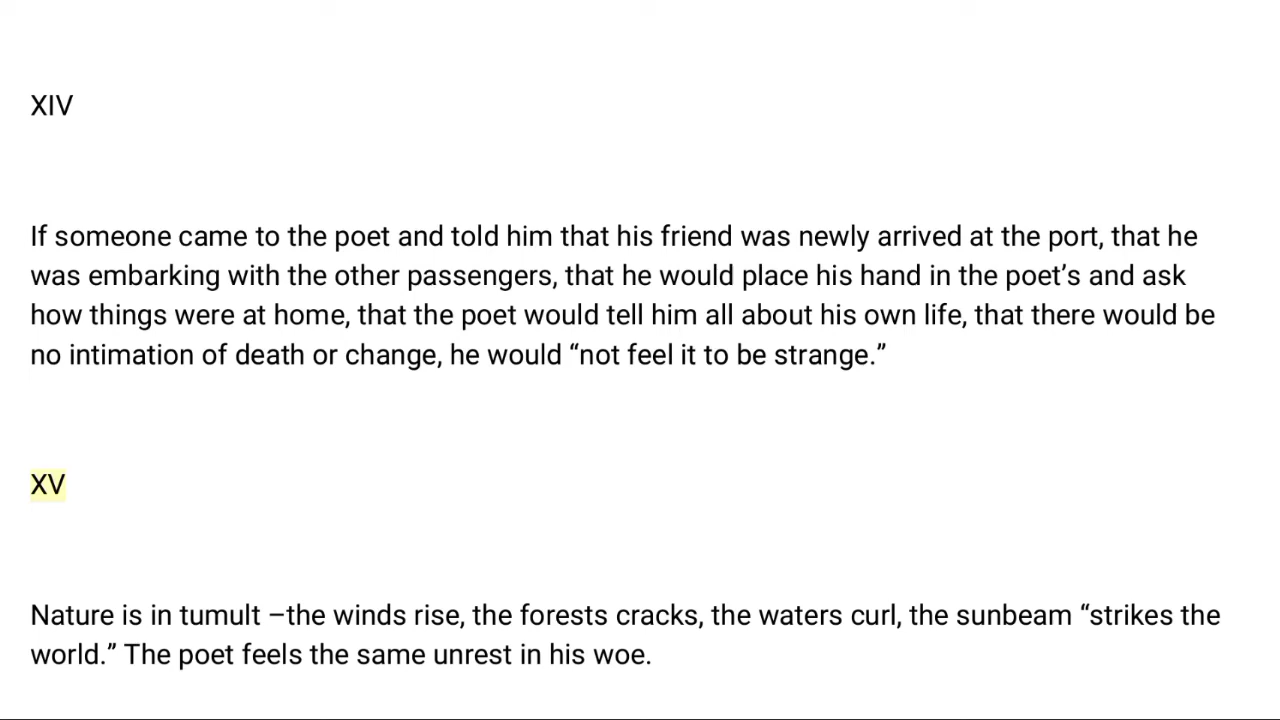 XIV
If someone came to the poet and told him that his friend was newly arrived at the port, that he
was embarking with the other passengers, that he would place his hand in the poet’s and ask
how things were at home, that the poet would tell him all about his own life, that there would be
no intimation of death or change, he would “not feel it to be strange.”
XV
Nature is in tumult –the winds rise, the forests cracks, the waters curl, the sunbeam “strikes the
world.” The poet feels the same unrest in his woe.